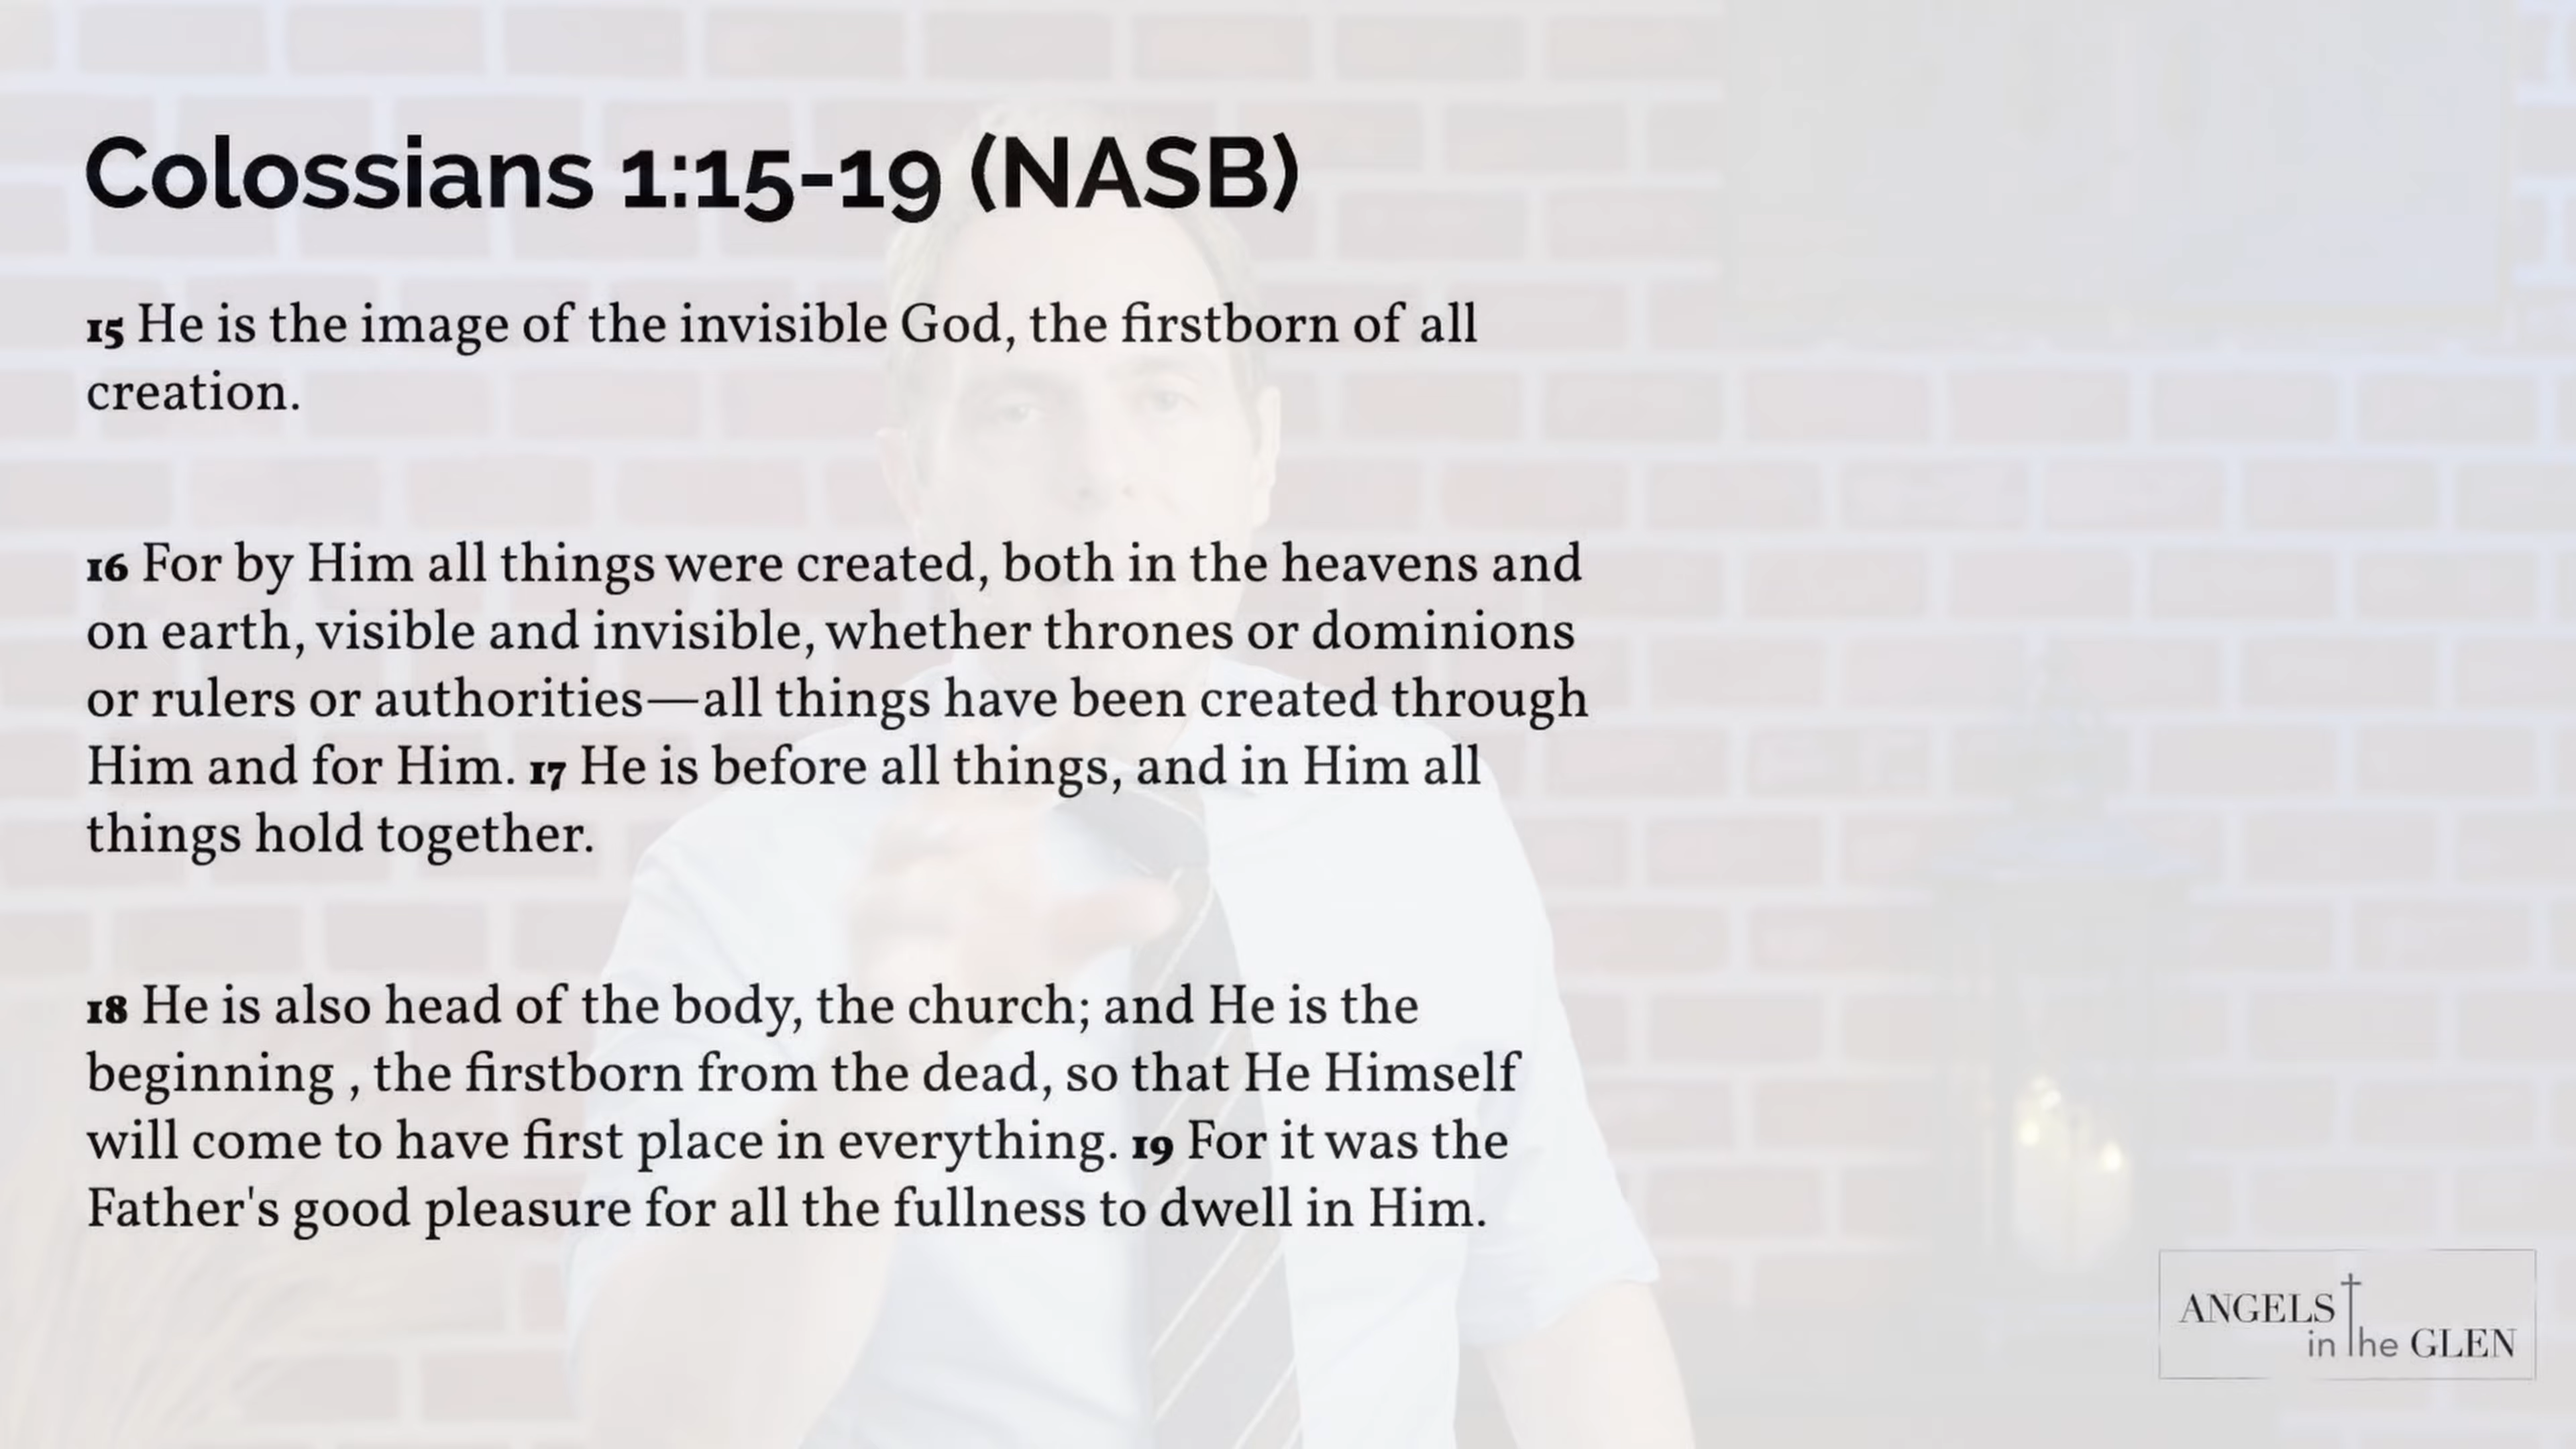 Colossians 1:15-19 (NASB)
15 He is the image of the invisible God, the firstborn of all
creation.
16 For by Him all things were created, both in the heavens and
on earth, visible and invisible, whether thrones or dominions
or rulers or authorities—all things have been created through
Him and for Him. 17 He is before all things, and in Him all
things hold together.
18 He is also head of the body, the church; and He is the
beginning , the firstborn from the dead, so that He Himself
will come to have first place in everything. 19 For it was the
Father's good pleasure for all the fullness to dwell in Him.
ANGELS
in the GLEN